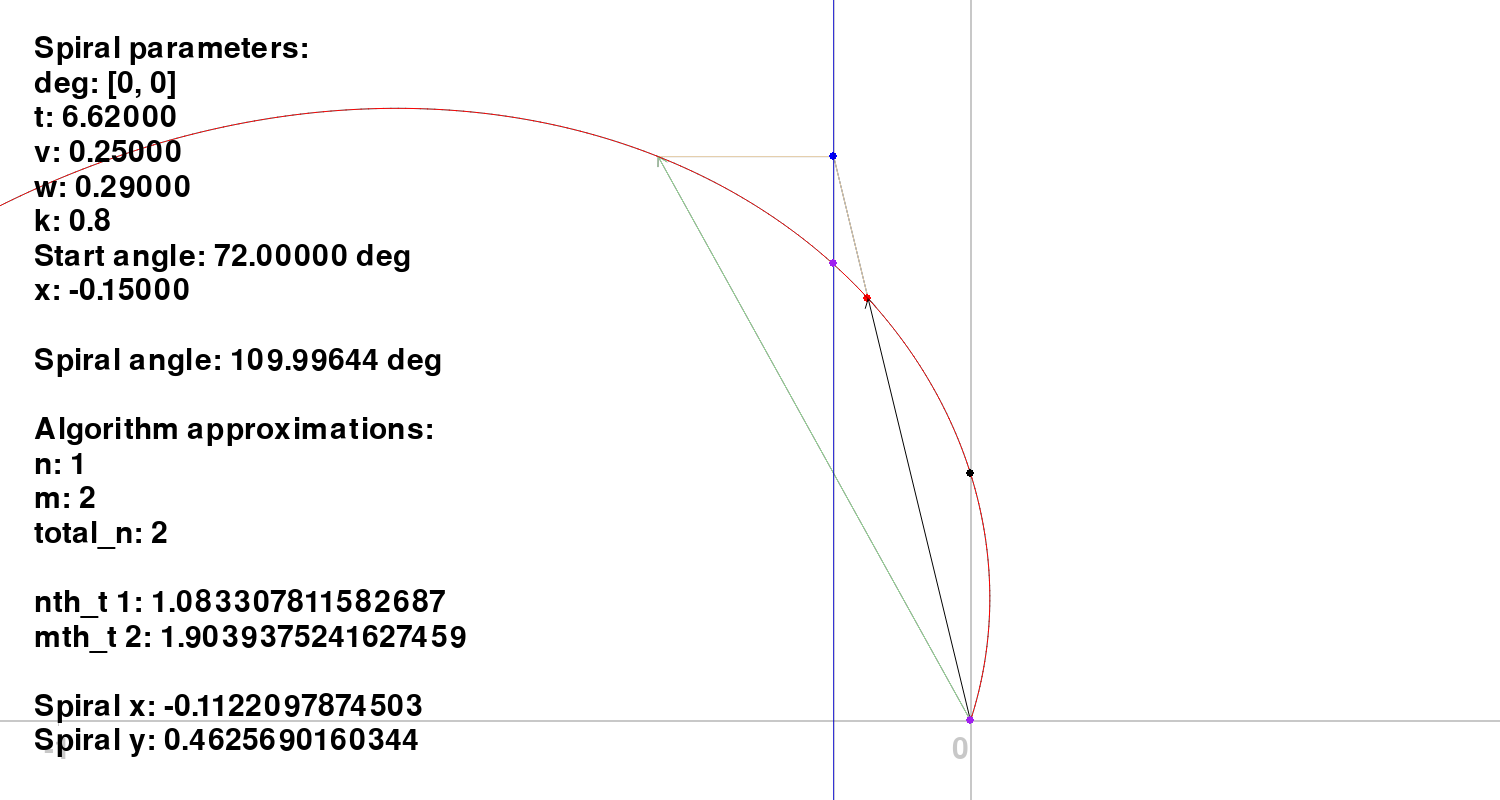 Spiral parameters:
deg: [0, 0]
t: 6.62000
v: 0.25000
w: 0.29000
k: 0.8
Start angle: 72.00000 deg
x: -0.15000
Spiral angle: 109.99644 deg
Algorithm approximations:
n: 1
m: 2
total_n: 2
nth_t 1: 1.083307811582687
mth_t 2: 1.9039375241627459
Spiral x: -0.1122097874503
Spiral y: 0.4625690160344
-1
0